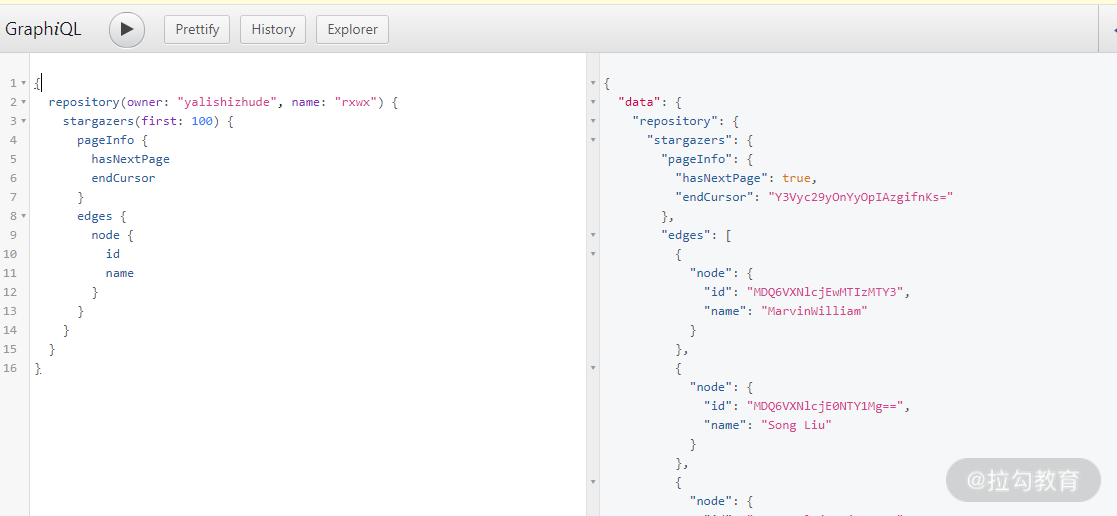 GraphiQL
Prettify
History
Explorer
1 {
2 repository(owner: "yalishizhude", name: "rxwx") {
3 stargazers(first: 100) {
4 pageInfo {
5 hasNextPage
6 endCursor
7 }
8 edges {
9 node {
10 id
11 name
12 }
13 }
14 }
15 }
16 }
{
"data": {
"repository": {
"stargazers": {
"pageInfo": {
"hasNextPage": true,
"endCursor": "Y3Vyc29yOnYyOpIAzgifnKs="
},
"edges": [
{
"node": {
"id": "MDQ6VXNlcjEwMTIzMTY3",
"name": "MarvinWilliam"
}
},
{
"node": {
"id": "MDQ6VXNlcjE0NTY1Mg==",
"name": "Song Liu"
}
},
{
"node": {
@拉勾教育